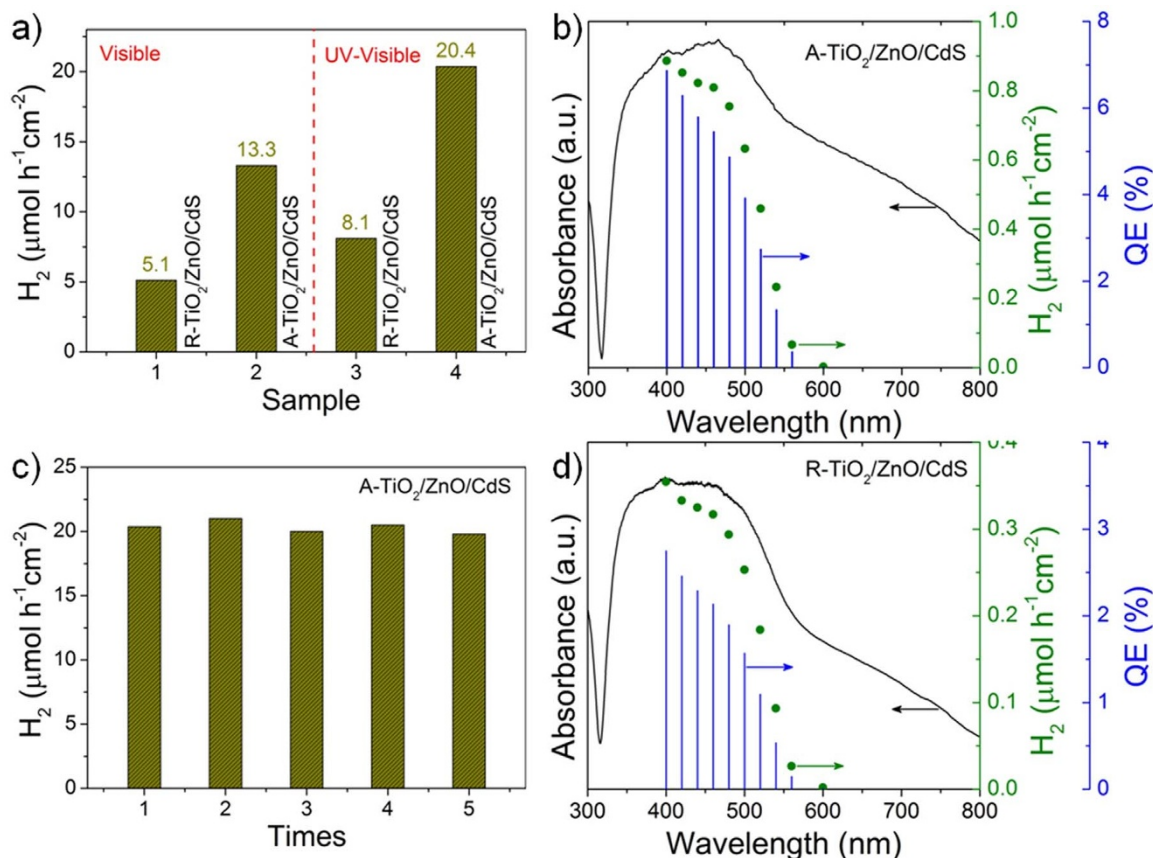 a)
Visible
UV-Visible
H₂ (μmol h⁻¹cm⁻²)
20
15
10
5
0
5.1
13.3
8.1
20.4
R-TiO₂/ZnO/CdS
A-TiO₂/ZnO/CdS
R-TiO₂/ZnO/CdS
A-TiO₂/ZnO/CdS
1 2 3 4
Sample
b)
A-TiO₂/ZnO/CdS
Absorbance (a.u.)
300 400 500 600 700 800
Wavelength (nm)
1.0
0.8
0.6
0.4
0.2
0.0
H₂ (μmol h⁻¹cm⁻²)
8
6
4
2
0
QE (%)
c)
A-TiO₂/ZnO/CdS
H₂ (μmol h⁻¹cm⁻²)
25
20
15
10
5
0
1 2 3 4 5
Times
d)
R-TiO₂/ZnO/CdS
Absorbance (a.u.)
300 400 500 600 700 800
Wavelength (nm)
0.4
0.3
0.2
0.1
0.0
H₂ (μmol h⁻¹cm⁻²)
4
3
2
1
0
QE (%)